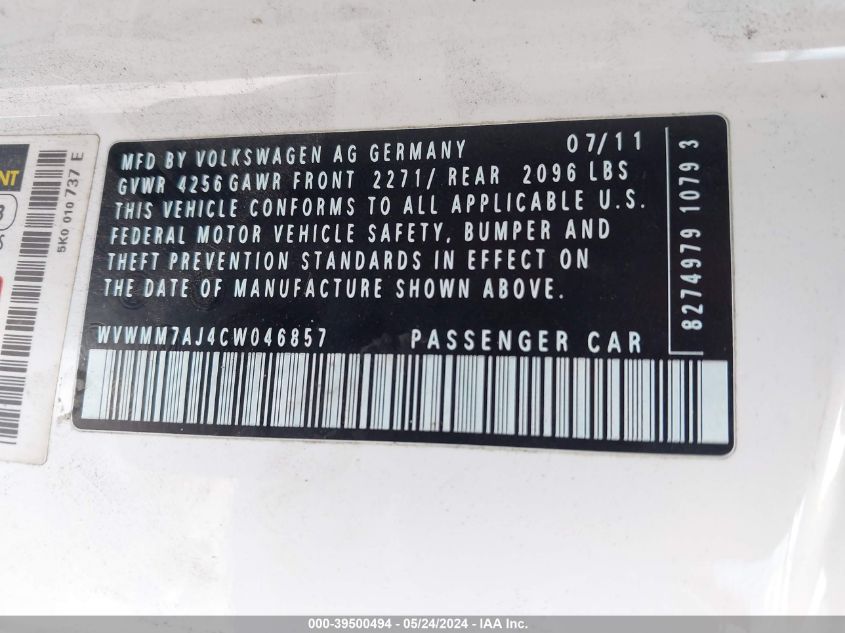 MFD BY VOLKSWAGEN AG GERMANY 07/11
GVWR 4256 GAWR FRONT 2271/ REAR 2096 LBS
THIS VEHICLE CONFORMS TO ALL APPLICABLE U.S.
FEDERAL MOTOR VEHICLE SAFETY, BUMPER AND
THEFT PREVENTION STANDARDS IN EFFECT ON
THE DATE OF MANUFACTURE SHOWN ABOVE.
WVWMM7AJ4CW046857 PASSENGER CAR
8274979 1079 3
5K0 010 737 E
000-39500494 - 05/24/2024 - IAAI Inc.